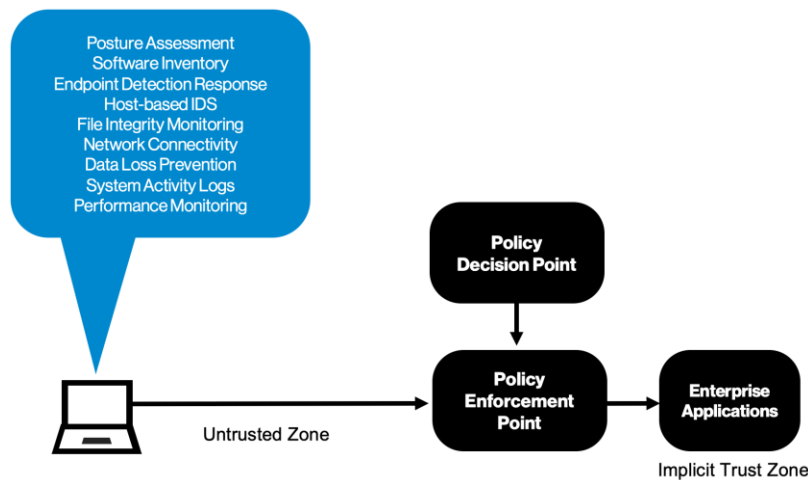 Posture Assessment
Software Inventory
Endpoint Detection Response
Host-based IDS
File Integrity Monitoring
Network Connectivity
Data Loss Prevention
System Activity Logs
Performance Monitoring
Policy
Decision Point
Policy
Enforcement
Point
Enterprise
Applications
Untrusted Zone
Implicit Trust Zone